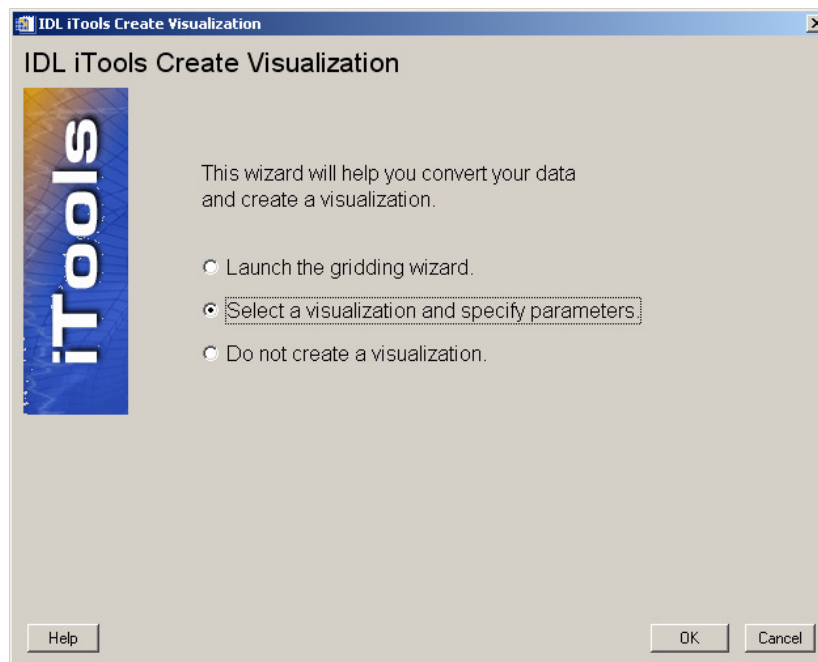 IDL iTools Create Visualization
IDL iTools Create Visualization
iTools
This wizard will help you convert your data
and create a visualization.
Launch the gridding wizard.
Select a visualization and specify parameters.
Do not create a visualization.
Help
OK
Cancel